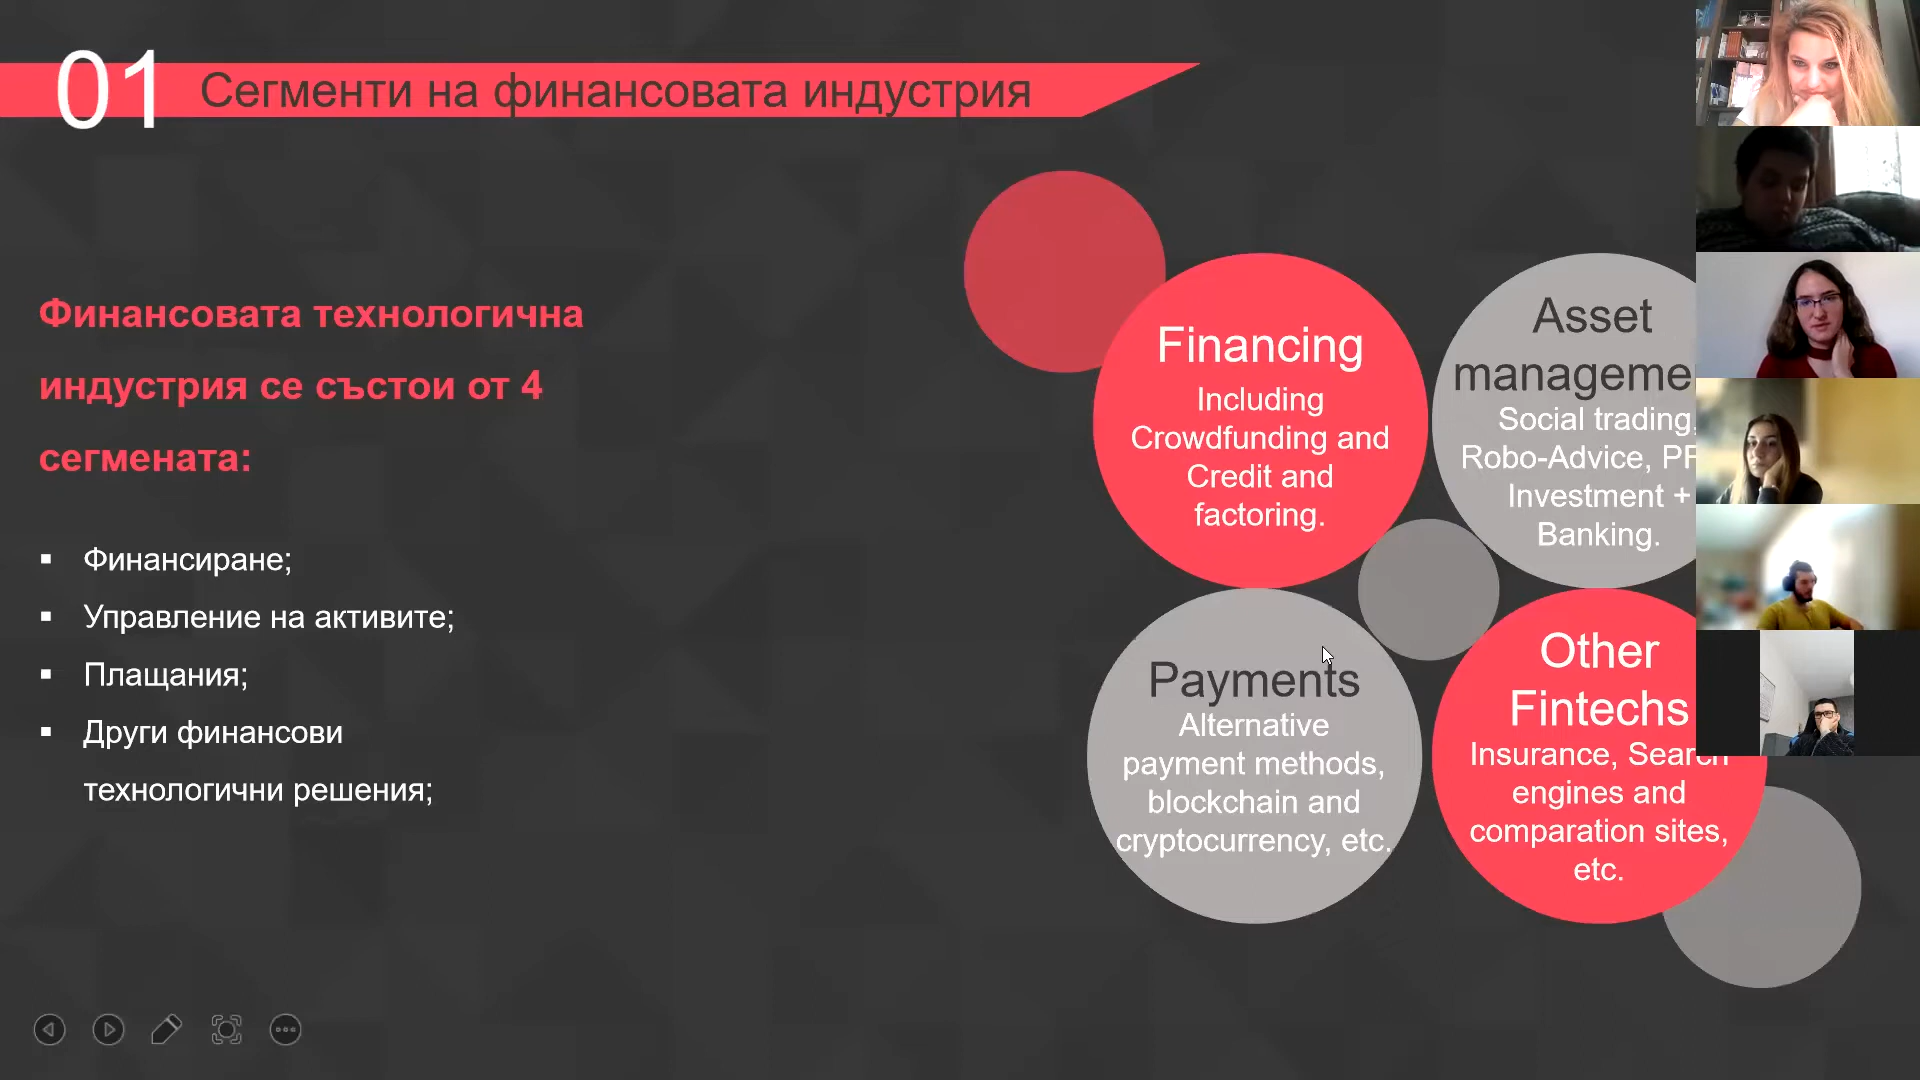 01
Сегменти на финансовата индустрия
Финансовата технологична
индустрия се състои от 4
сегмената:
Финансиране;
Управление на активите;
Плащания;
Други финансови
технологични решения;
Financing
Including
Crowdfunding and
Credit and
factoring.
Asset
Social trading,
Robo-Advice,
Investment +
Banking.
Payments
Alternative
payment methods,
blockchain and
cryptocurrency, etc.
Other
Fintechs
Insurance, Search
engines and
comparation sites,
etc.